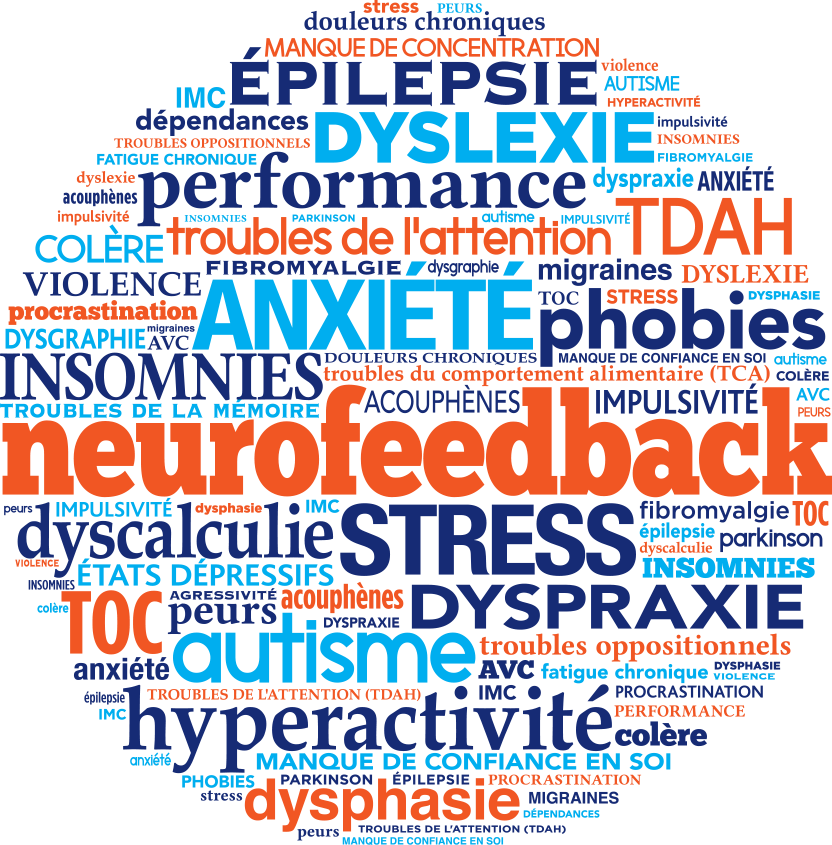 stress PEURS
douleurs chroniques
MANQUE DE CONCENTRATION
ÉPILEPSIE violence
IMC AUTISME
HYPERACTIVITÉ
dépendances DYSLEXIE impulsivité
TROUBLES OPPOSITIONNELS INSOMNIES
FATIGUE CHRONIQUE FIBROMYALGIE
dyslexie performance dyspraxie ANXIÉTÉ
acouphènes
impulsivité INSOMNIES PARKINSON autisme IMPULSIVITÉ TDAH
COLÈRE troubles de l'attention
VIOLENCE FIBROMYALGIE dysgraphie migraines DYSLEXIE
procrastination ANXIÉTÉ TOC STRESS DYSPHASIE
DYSGRAPHIE migraines phobies
AVC
INSOMNIES DOULEURS CHRONIQUES MANQUE DE CONFIANCE EN SOI autisme
troubles du comportement alimentaire (TCA) COLÈRE
TROUBLES DE LA MÉMOIRE ACOUPHÈNES IMPULSIVITÉ AVC
PEURS
neurofeedback
peurs IMPULSIVITÉ dysphasie IMC STRESS fibromyalgie TOC
dyscalculie épilepsie parkinson
dyscalculie
VIOLENCE ÉTATS DÉPRESSIFS INSOMNIES
INSOMNIES AGRESSIVITÉ acouphènes DYSPRAXIE
colère TOC peurs DYSPRAXIE
autisme troubles oppositionnels
anxiété AVC fatigue chronique DYSPHASIE
VIOLENCE
épilepsie TROUBLES DE L'ATTENTION (TDAH) IMC PROCRASTINATION
IMC hyperactivité PERFORMANCE
colère
anxiété MANQUE DE CONFIANCE EN SOI
PHOBIES PARKINSON ÉPILEPSIE PROCRASTINATION
stress dysphasie MIGRAINES
DÉPENDANCES
peurs TROUBLES DE L'ATTENTION (TDAH)
MANQUE DE CONFIANCE EN SOI